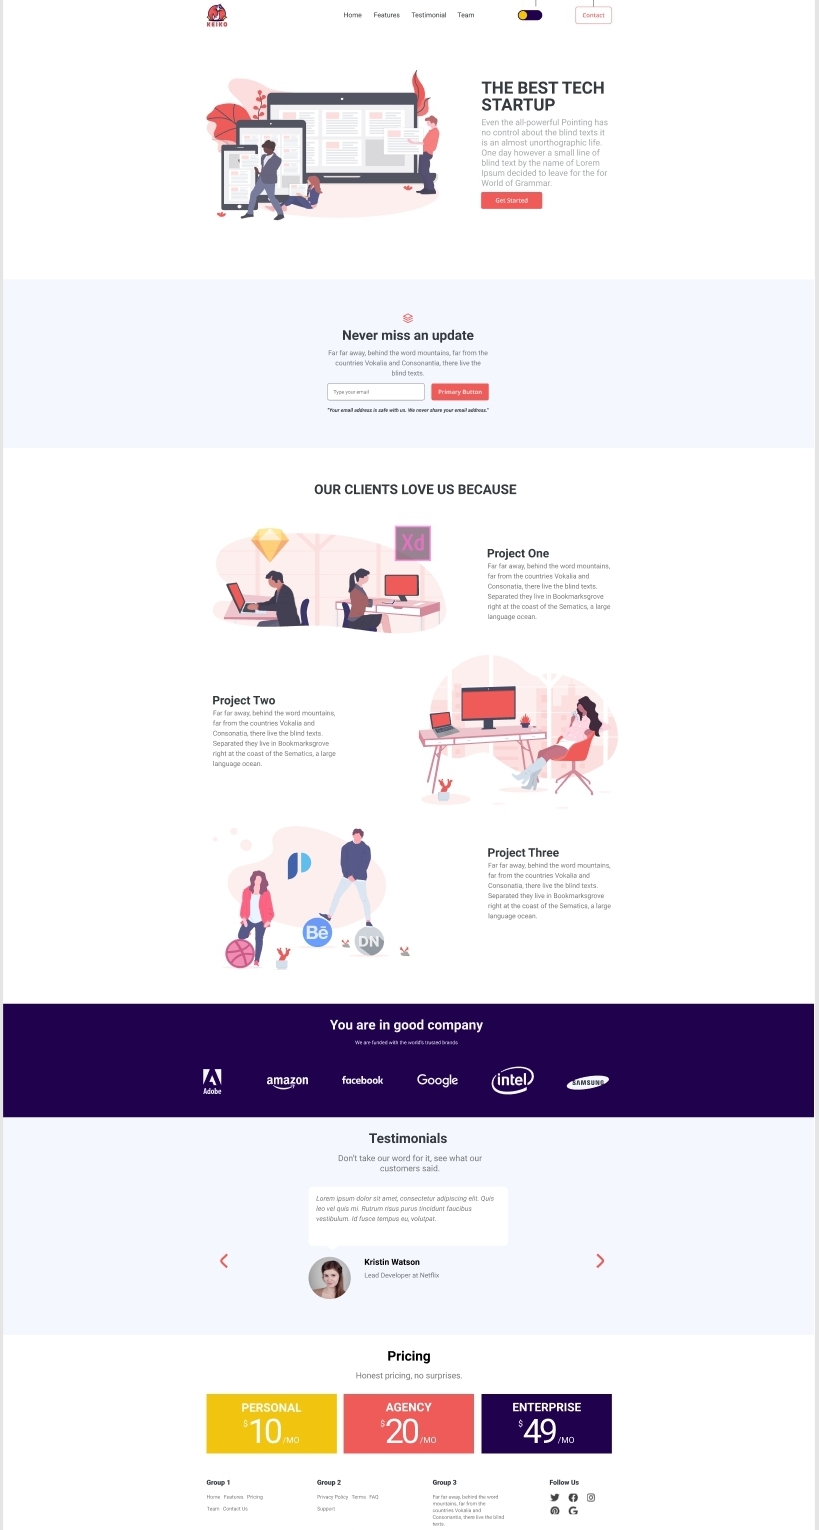 KEIKO
Home Features Testimonial Team
Contact
THE BEST TECH
STARTUP
Even the all-powerful Pointing has
no control about the blind texts it
is an almost unorthographic life.
One day however a small line of
blind text by the name of Lorem
Ipsum decided to leave for the for
World of Grammar.
Get Started
Never miss an update
Far far away, behind the word mountains, far from the
countries Vokalia and Consonantia, there live the
blind texts.
Type your email
Primary Button
"Your email address is safe with us. We never share your email address."
OUR CLIENTS LOVE US BECAUSE
Xd
Project One
Far far away, behind the word mountains,
far from the countries Vokalia and
Consonatia, there live the blind texts.
Separated they live in Bookmarksgrove
right at the coast of the Sematics, a large
language ocean.
Project Two
Far far away, behind the word mountains,
far from the countries Vokalia and
Consonatia, there live the blind texts.
Separated they live in Bookmarksgrove
right at the coast of the Sematics, a large
language ocean.
Project Three
Far far away, behind the word mountains,
far from the countries Vokalia and
Consonatia, there live the blind texts.
Separated they live in Bookmarksgrove
right at the coast of the Sematics, a large
language ocean.
Bē
DN
You are in good company
We are funded with the world's trusted brands
Adobe
amazon
facebook
Google
intel
SAMSUNG
Testimonials
Don't take our word for it, see what our
customers said.
Lorem ipsum dolor sit amet, consectetur adipiscing elit. Quis
leo vel quis mi. Rutrum risus purus tincidunt faucibus
vestibulum. Id fusce tempus eu, volutpat.
Kristin Watson
Lead Developer at Netflix
Pricing
Honest pricing, no surprises.
PERSONAL
$10/MO
AGENCY
$20/MO
ENTERPRISE
$49/MO
Group 1
Home Features Pricing
Team Contact Us
Group 2
Privacy Policy Terms FAQ
Support
Group 3
Far far away, behind the word
mountains, far from the
countries Vokalia and
Consonantia, there live the blind
texts.
Follow Us